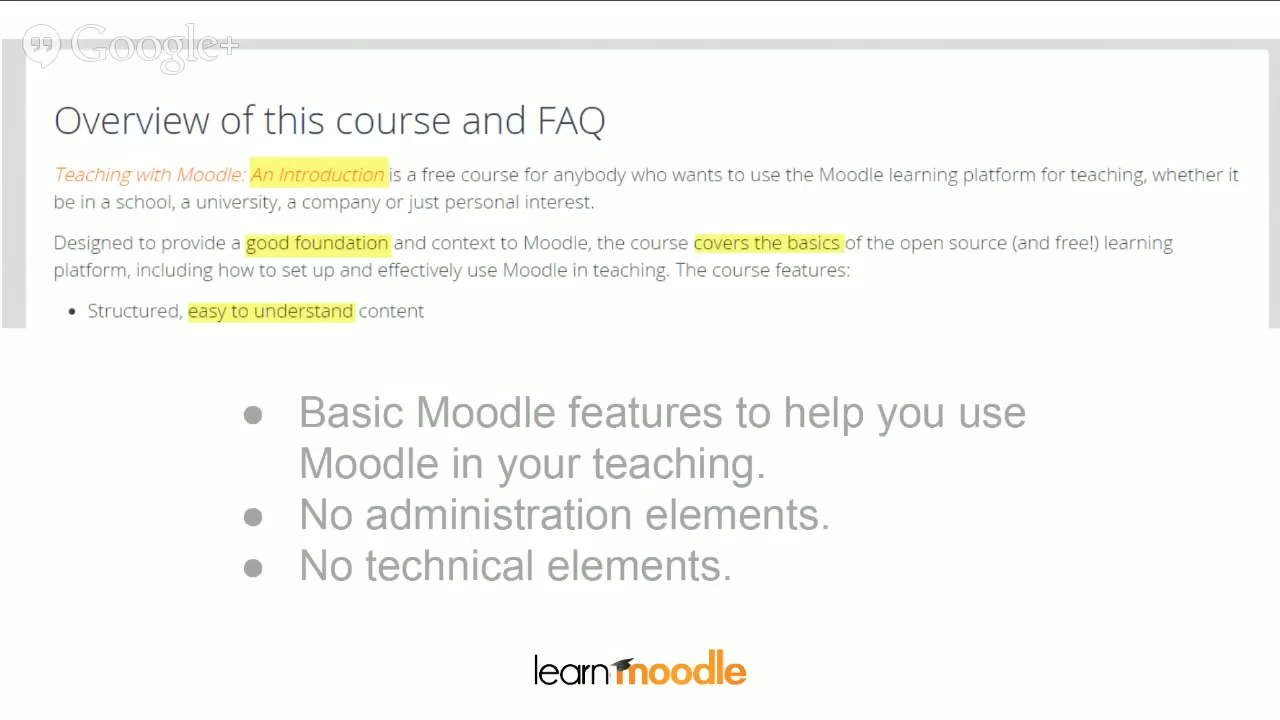 Google+
Overview of this course and FAQ
Teaching with Moodle: An Introduction is a free course for anybody who wants to use the Moodle learning platform for teaching, whether it
be in a school, a university, a company or just personal interest.
Designed to provide a good foundation and context to Moodle, the course covers the basics of the open source (and free!) learning
platform, including how to set up and effectively use Moodle in teaching. The course features:
• Structured, easy to understand content
● Basic Moodle features to help you use
Moodle in your teaching.
● No administration elements.
● No technical elements.
learn moodle